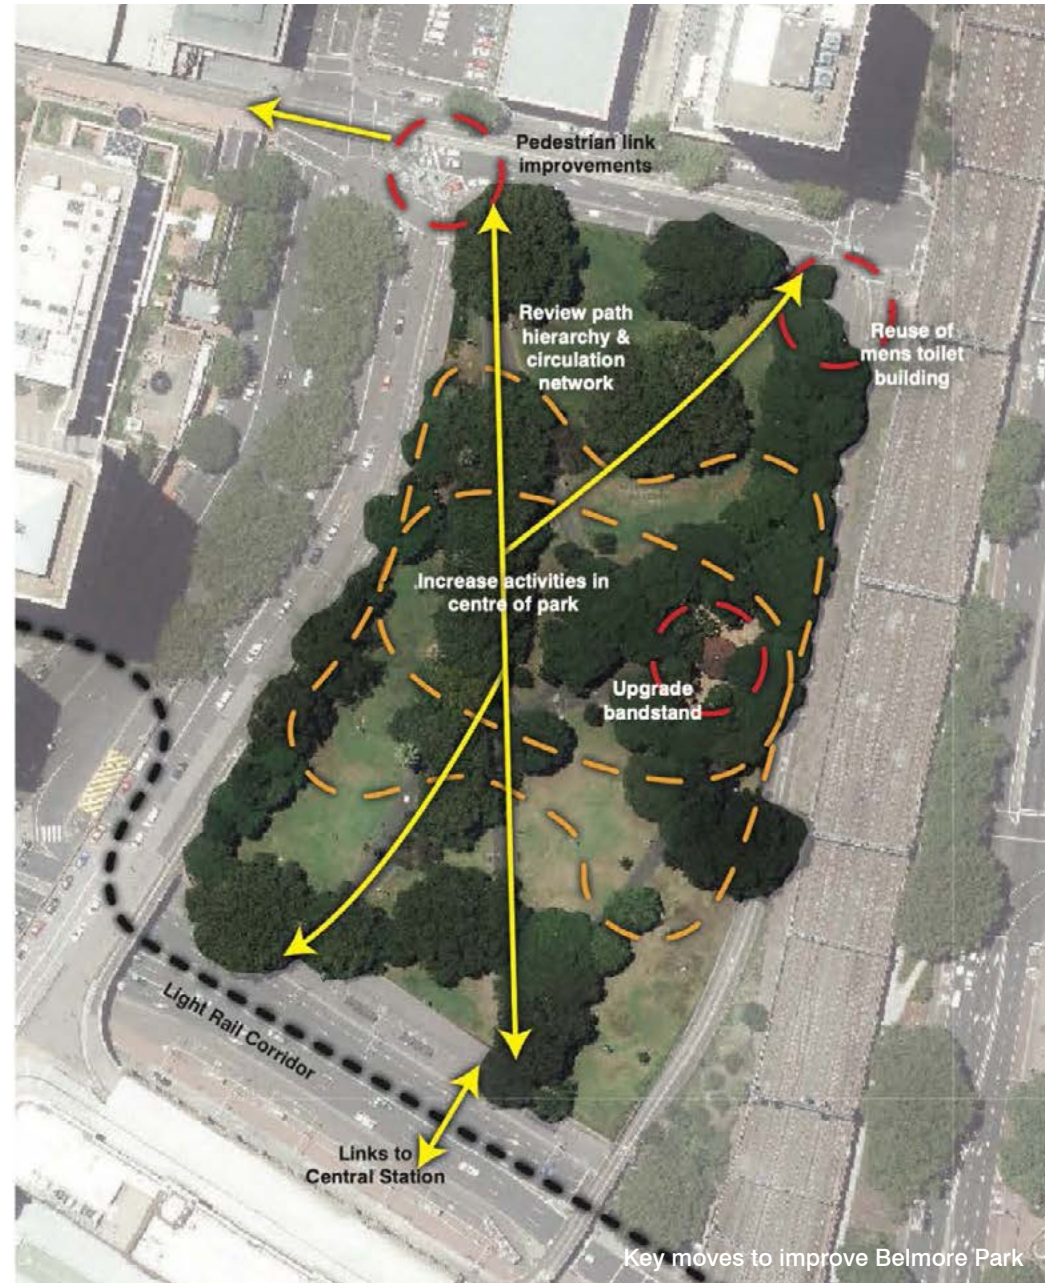 Pedestrian link
improvements
Review path
hierarchy &
circulation
network
Reuse of
mens toilet
building
Increase activities in
centre of park
Upgrade
bandstand
Light Rail Corridor
Links to
Central Station
Key moves to improve Belmore Park